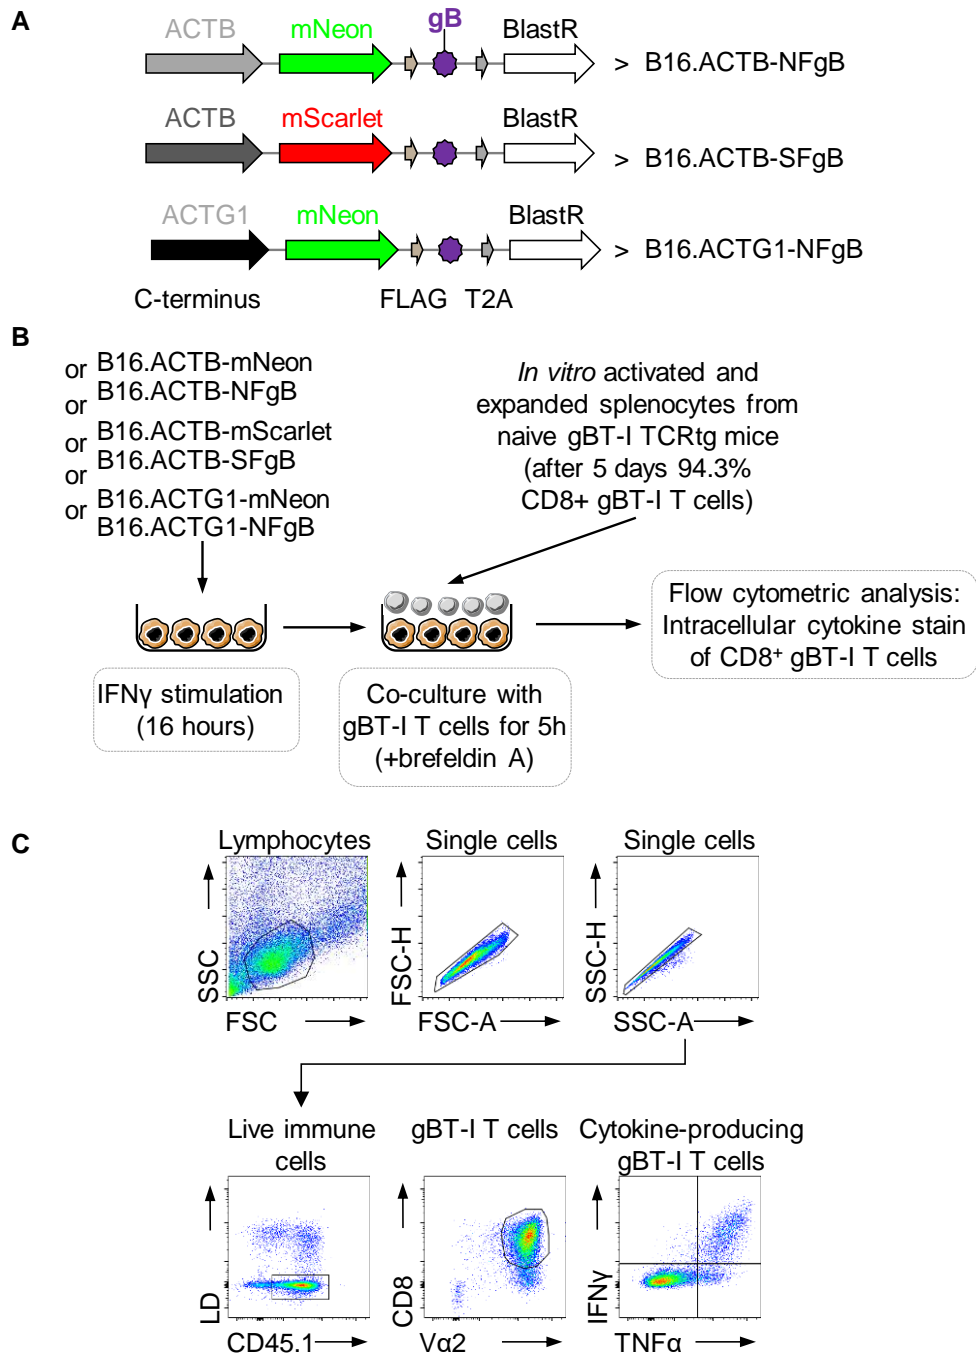 A
ACTB mNeon gB BlastR
> B16.ACTB-NFgB
ACTB mScarlet BlastR
> B16.ACTB-SFgB
ACTG1 mNeon BlastR
> B16.ACTG1-NFgB
C-terminus FLAG T2A
B
or B16.ACTB-mNeon
or B16.ACTB-NFgB
or B16.ACTB-mScarlet
or B16.ACTB-SFgB
or B16.ACTG1-mNeon
or B16.ACTG1-NFgB
In vitro activated and
expanded splenocytes from
naive gBT-I TCRtg mice
(after 5 days 94.3%
CD8+ gBT-I T cells)
IFNγ stimulation
(16 hours)
Co-culture with
gBT-I T cells for 5h
(+brefeldin A)
Flow cytometric analysis:
Intracellular cytokine stain
of CD8⁺ gBT-I T cells
C
Lymphocytes
SSC
FSC
Single cells
FSC-H
FSC-A
Single cells
SSC-H
SSC-A
Live immune
cells
LD
CD45.1
gBT-I T cells
CD8
Vα2
Cytokine-producing
gBT-I T cells
IFNγ
TNFα